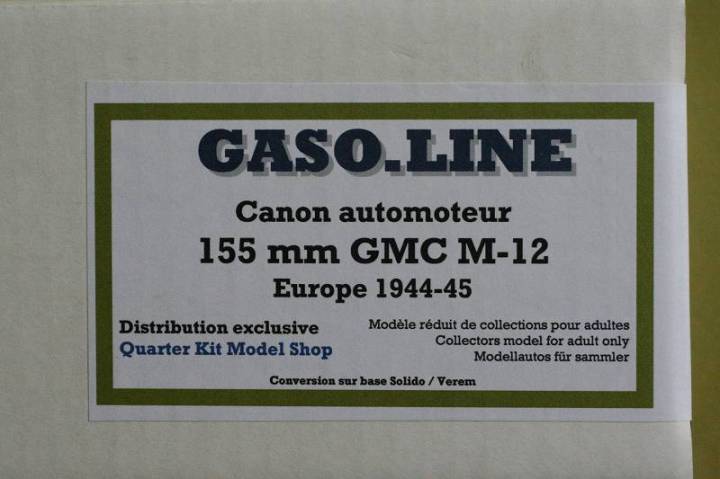 GASO.LINE
Canon automoteur
155 mm GMC M-12
Europe 1944-45
Distribution exclusive
Quarter Kit Model Shop
Modèle réduit de collections pour adultes
Collectors model for adult only
Modellautos für sammler
Conversion sur base Solido / Verem